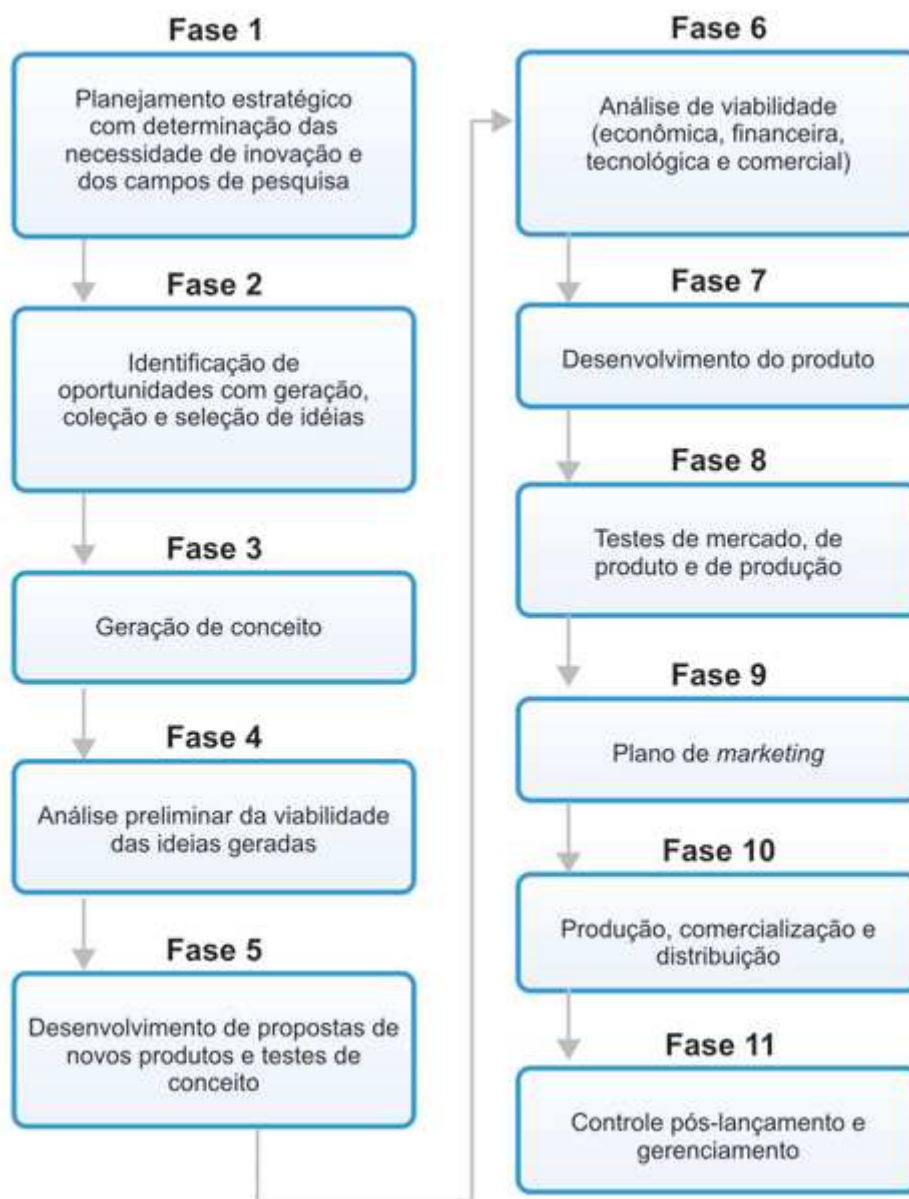 Fase 1
Planejamento estratégico
com determinação das
necessidade de inovação e
dos campos de pesquisa
Fase 2
Identificação de
oportunidades com geração,
coleção e seleção de idéias
Fase 3
Geração de conceito
Fase 4
Análise preliminar da viabilidade
das ideias geradas
Fase 5
Desenvolvimento de propostas de
novos produtos e testes de
conceito
Fase 6
Análise de viabilidade
(econômica, financeira,
tecnológica e comercial)
Fase 7
Desenvolvimento do produto
Fase 8
Testes de mercado, de
produto e de produção
Fase 9
Plano de marketing
Fase 10
Produção, comercialização e
distribuição
Fase 11
Controle pós-lançamento e
gerenciamento